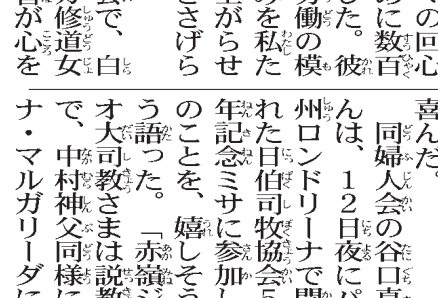 の回心
に数百
した。彼
労働の模
みを私た
がらせ
さげら
で、白
修道女
が心を
喜んだ。
同婦人会の谷口
んは、12日夜にパ
州ロンドリーナで開
れた日伯司牧協会5
年記念ミサに参加し
のことを、嬉しそう
う語った。「赤嶺ジ
オ大司教さまは説教
で、中村神父同様に
ナ・マルガリーダに